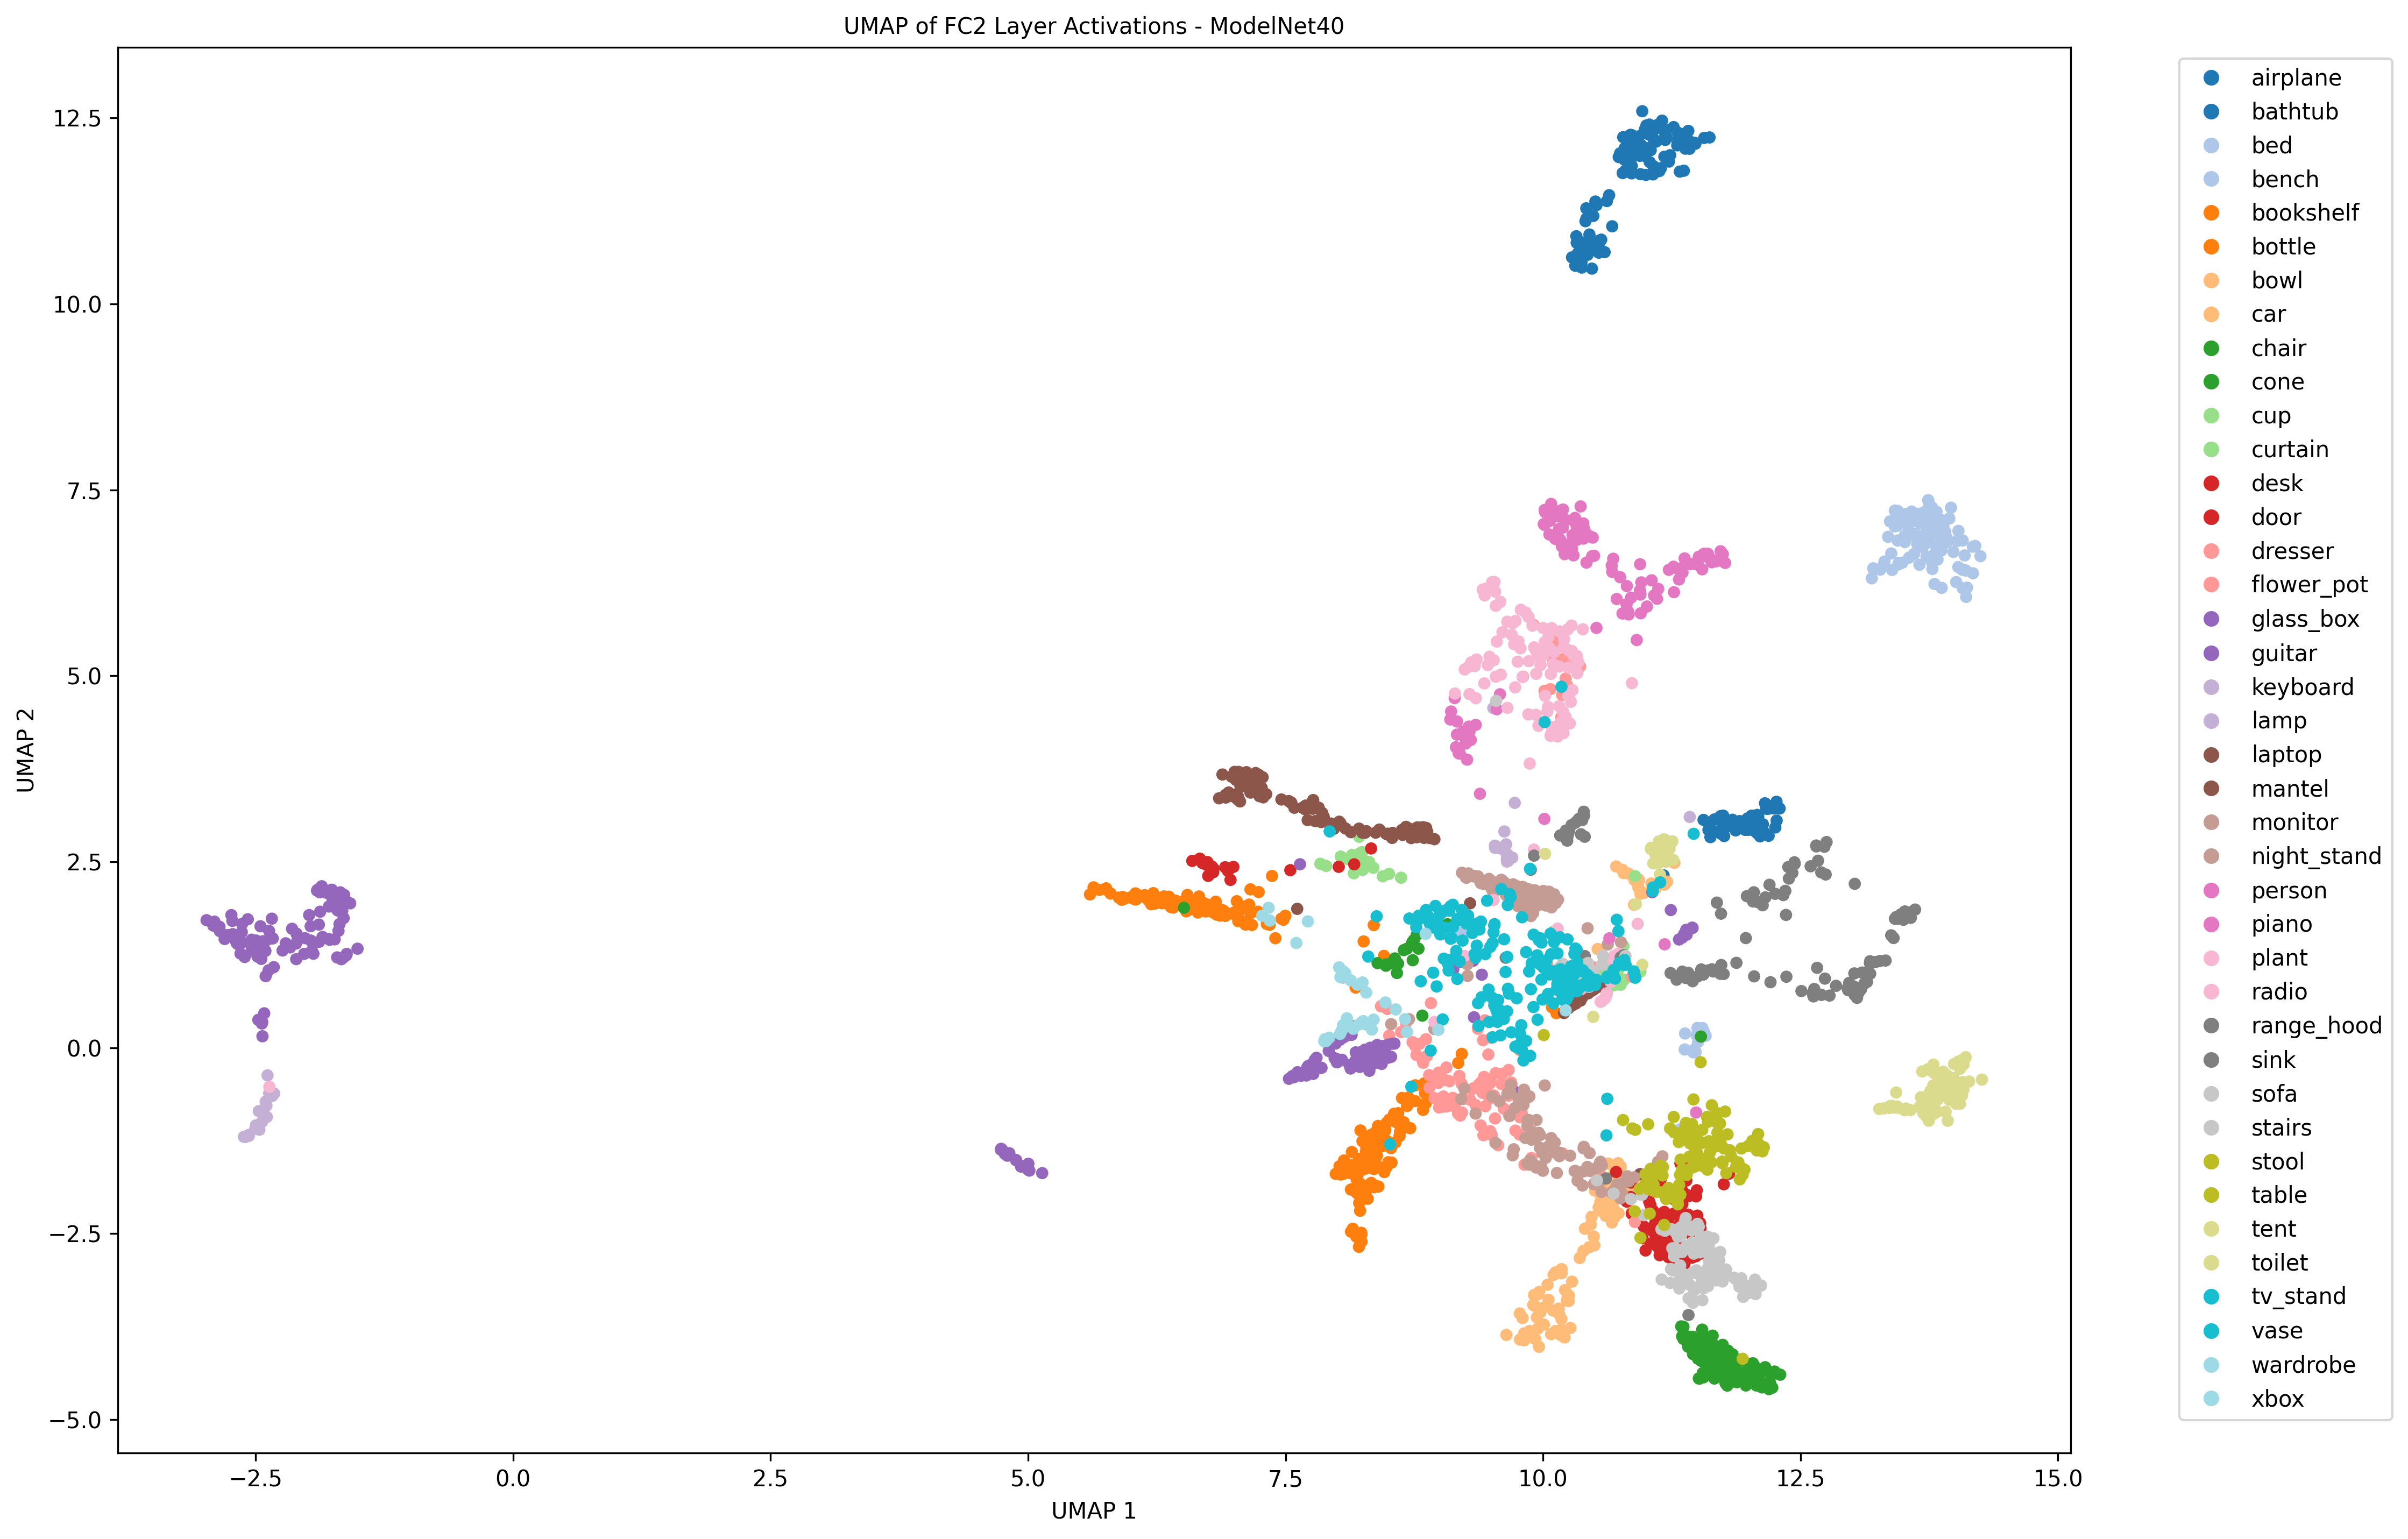 UMAP of FC2 Layer Activations - ModelNet40
UMAP 2
12.5
10.0
7.5
5.0
2.5
0.0
−2.5
−5.0
−2.5
0.0
2.5
5.0
7.5
10.0
12.5
15.0
UMAP 1
airplane
bathtub
bed
bench
bookshelf
bottle
bowl
car
chair
cone
cup
curtain
desk
door
dresser
flower_pot
glass_box
guitar
keyboard
lamp
laptop
mantel
monitor
night_stand
person
piano
plant
radio
range_hood
sink
sofa
stairs
stool
table
tent
toilet
tv_stand
vase
wardrobe
xbox